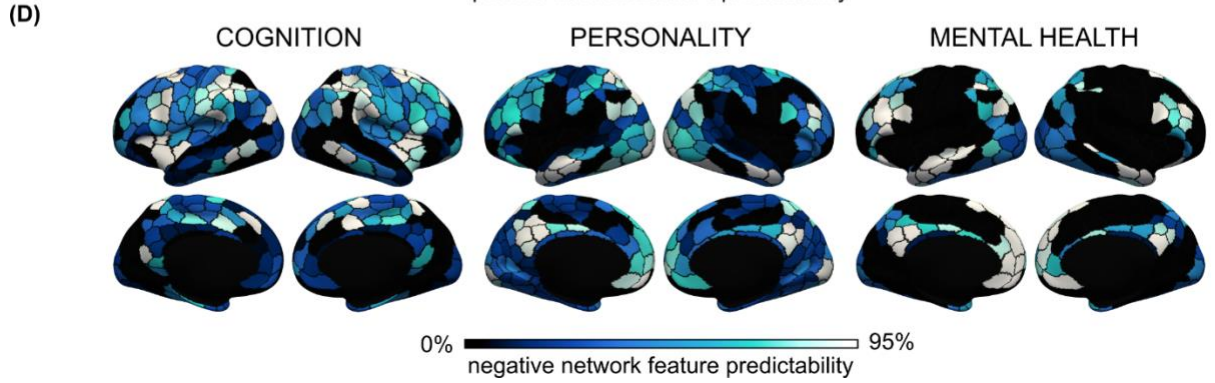 (D)
COGNITION PERSONALITY MENTAL HEALTH
0% 95%
negative network feature predictability